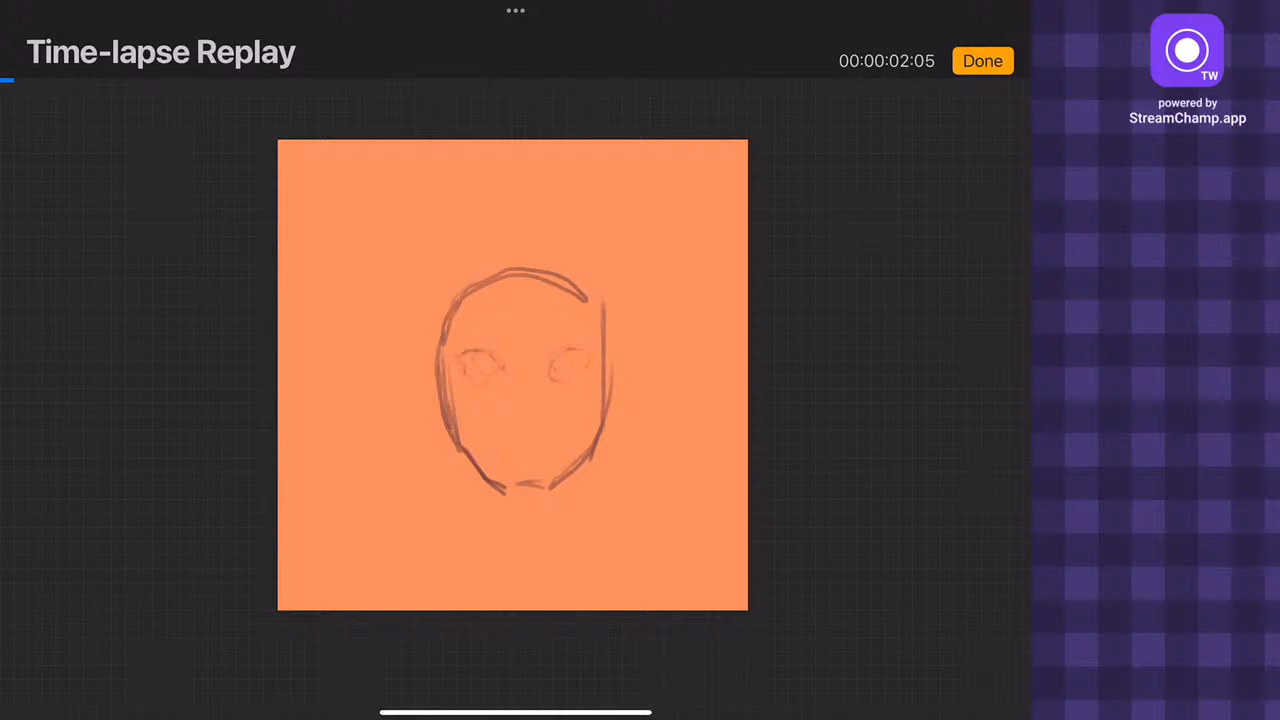 Time-lapse Replay
00:00:02:05
Done
TW
powered by
StreamChamp.app